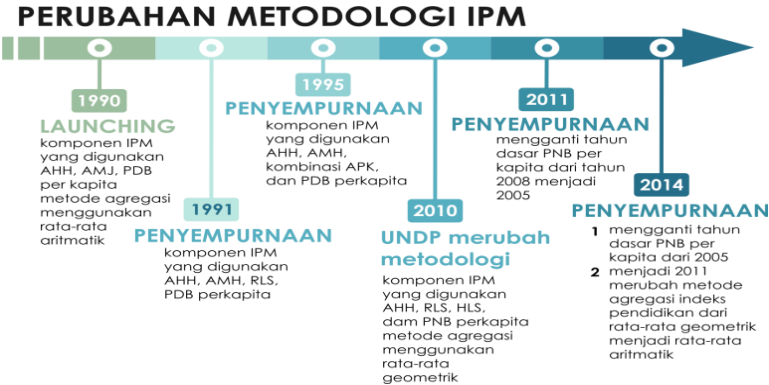 PERUBAHAN METODOLOGI IPM
1990
LAUNCHING
komponen IPM
yang digunakan
AHH, AMJ, PDB
per kapita
metode agregasi
menggunakan
rata-rata
aritmatik
1991
PENYEMPURNAAN
komponen IPM
yang digunakan
AHH, AMH, RLS,
PDB perkapita
1995
PENYEMPURNAAN
komponen IPM
yang digunakan
AHH, AMH,
kombinasi APK,
dan PDB perkapita
2010
UNDP merubah
metodologi
komponen IPM
yang digunakan
AHH, RLS, HLS,
dam PNB perkapita
metode agregasi
menggunakan
rata-rata
geometrik
2011
PENYEMPURNAAN
mengganti tahun
dasar PNB per
kapita dari tahun
2008 menjadi
2005
2014
PENYEMPURNAAN
1 mengganti tahun
dasar PNB per
kapita dari 2005
2 menjadi 2011
merubah metode
agregasi indeks
pendidikan dari
rata-rata geometrik
menjadi rata-rata
aritmatik